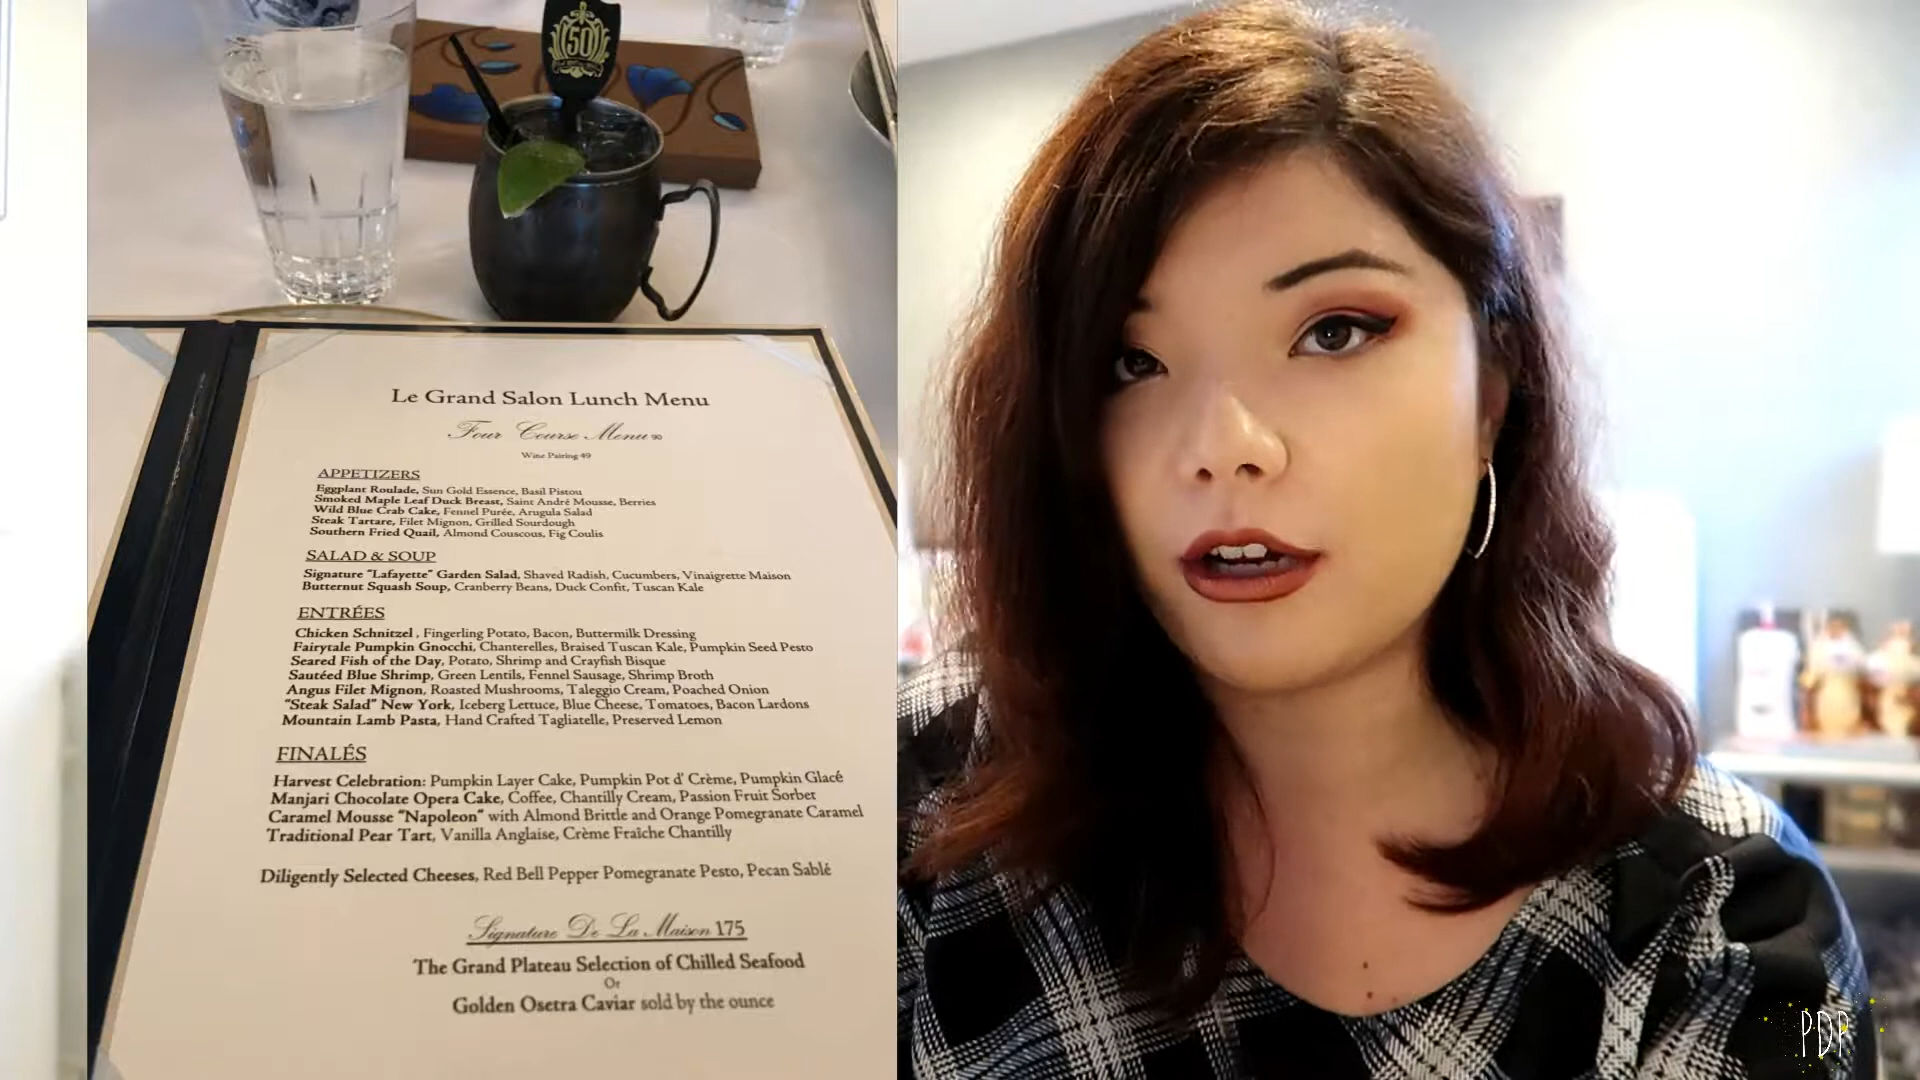 50
Le Grand Salon Lunch Menu
Four Course Menu 90
Wine Pairing 49
APPETIZERS
Eggplant Roulade, Sun Gold Essence, Basil Pistou
Smoked Maple Leaf Duck Breast, Saint André Mousse, Berries
Wild Blue Crab Cake, Fennel Purée, Arugula Salad
Steak Tartare, Filet Mignon, Grilled Sourdough
Southern Fried Quail, Almond Couscous, Fig Coulis
SALAD & SOUP
Signature "Lafayette" Garden Salad, Shaved Radish, Cucumbers, Vinaigrette Maison
Butternut Squash Soup, Cranberry Beans, Duck Confit, Tuscan Kale
ENTRÉES
Chicken Schnitzel , Fingerling Potato, Bacon, Buttermilk Dressing
Fairytale Pumpkin Gnocchi, Chanterelles, Braised Tuscan Kale, Pumpkin Seed Pesto
Seared Fish of the Day, Potato, Shrimp and Crayfish Bisque
Sautéed Blue Shrimp, Green Lentils, Fennel Sausage, Shrimp Broth
Angus Filet Mignon, Roasted Mushrooms, Taleggio Cream, Poached Onion
"Steak Salad" New York, Iceberg Lettuce, Blue Cheese, Tomatoes, Bacon Lardons
Mountain Lamb Pasta, Hand Crafted Tagliatelle, Preserved Lemon
FINALÉS
Harvest Celebration: Pumpkin Layer Cake, Pumpkin Pot d' Crème, Pumpkin Glacé
Manjari Chocolate Opera Cake, Coffee, Chantilly Cream, Passion Fruit Sorbet
Caramel Mousse "Napoleon" with Almond Brittle and Orange Pomegranate Caramel
Traditional Pear Tart, Vanilla Anglaise, Crème Fraîche Chantilly
Diligently Selected Cheeses, Red Bell Pepper Pomegranate Pesto, Pecan Sablé
Signature De La Maison 175
The Grand Plateau Selection of Chilled Seafood
Or
Golden Osetra Caviar sold by the ounce
PDP